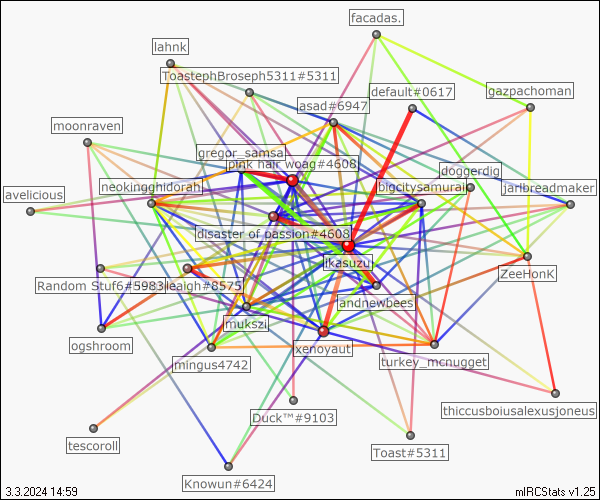 facadas.
lahnk
ToastephBroseph5311#5311
default#0617
gazpachoman
asad#6947
moonraven
gregor_samsa
pink hair woag#4608
doggerdig
neokingghidorah
bigcitysamurai
jarlbreadmaker
avelicious
disaster of passion#4608
jkasuzu
ZeeHonK
Random Stuf6#5983
ileaigh#8575
andnewbees
mukszi
ogshroom
xenoyaut
mingus4742
turkey_mcnugget
thiccusboiusalexusjoneus
Duck™#9103
tescoroll
Toast#5311
Knowun#6424
3.3.2024 14:59
mIRCStats v1.25